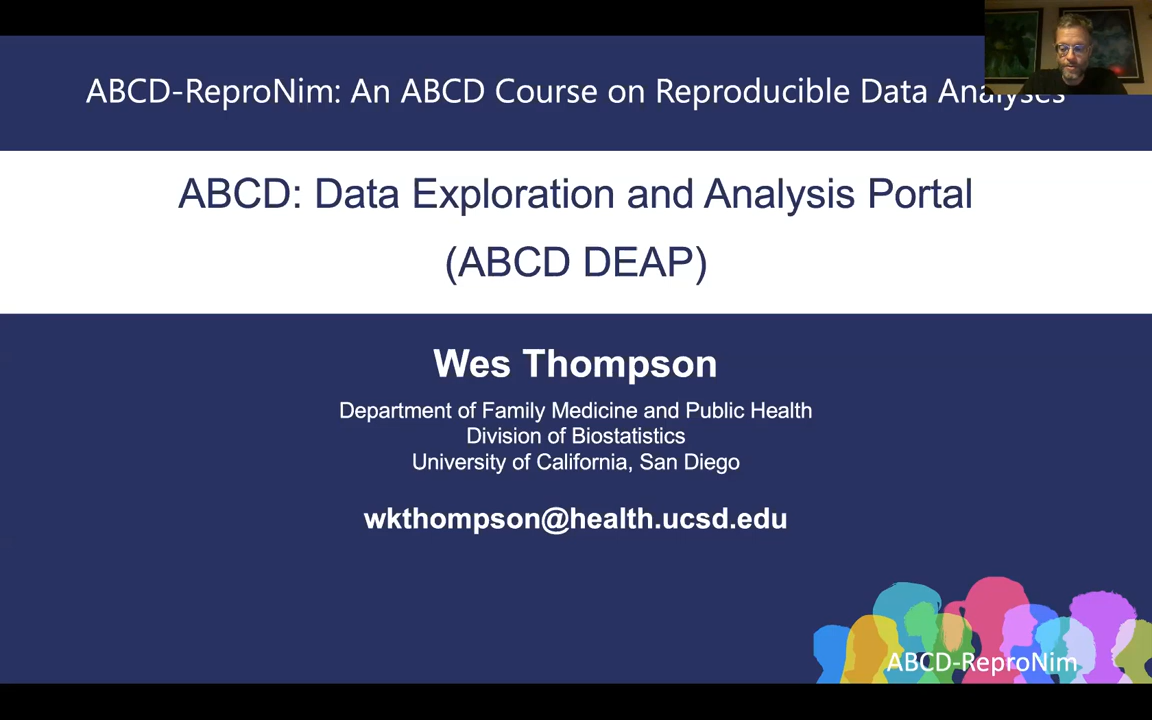 ABCD-ReproNim: An ABCD Course on Reproducible Data Analyses
ABCD: Data Exploration and Analysis Portal
(ABCD DEAP)
Wes Thompson
Department of Family Medicine and Public Health
Division of Biostatistics
University of California, San Diego
wkthompson@health.ucsd.edu
ABCD-ReproNim